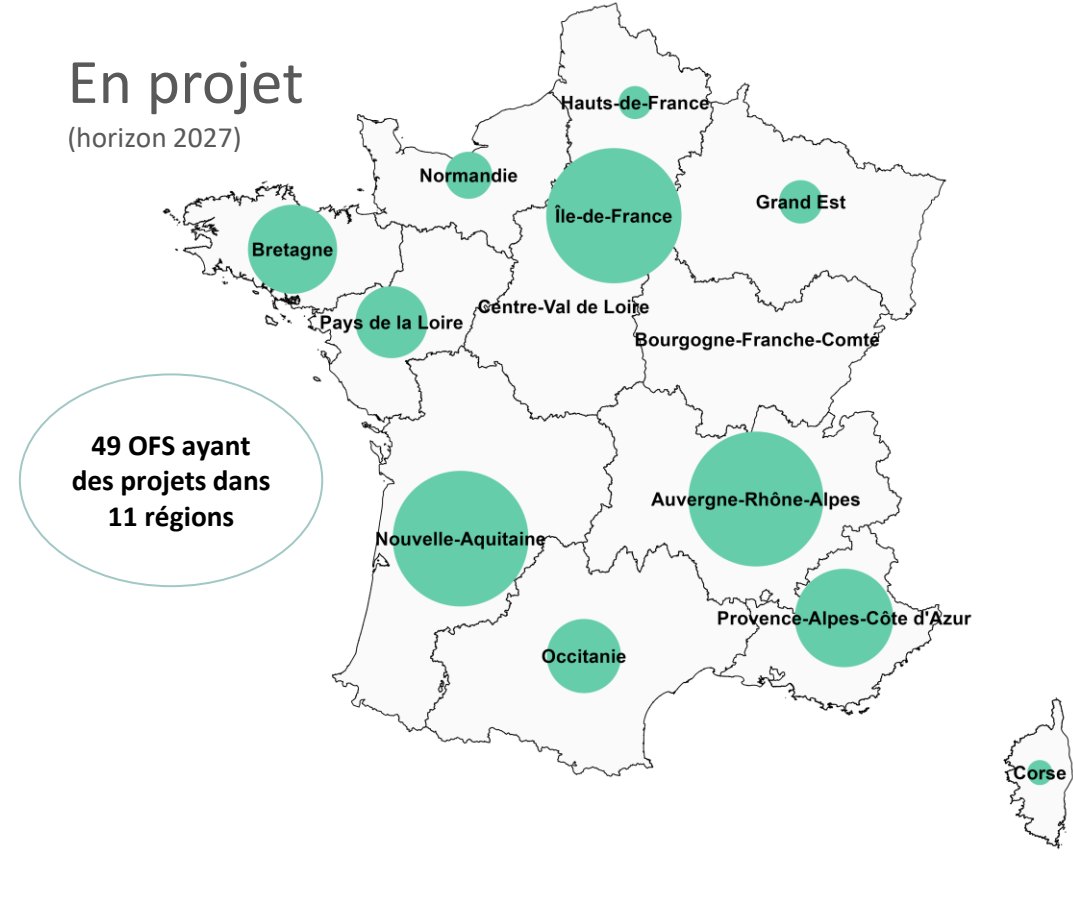 En projet
(horizon 2027)
Hauts-de-France
Normandie
Grand Est
Île-de-France
Bretagne
Centre-Val de Loire
Pays de la Loire
Bourgogne-Franche-Comté
49 OFS ayant
des projets dans
11 régions
Auvergne-Rhône-Alpes
Nouvelle-Aquitaine
Provence-Alpes-Côte d'Azur
Occitanie
Corse